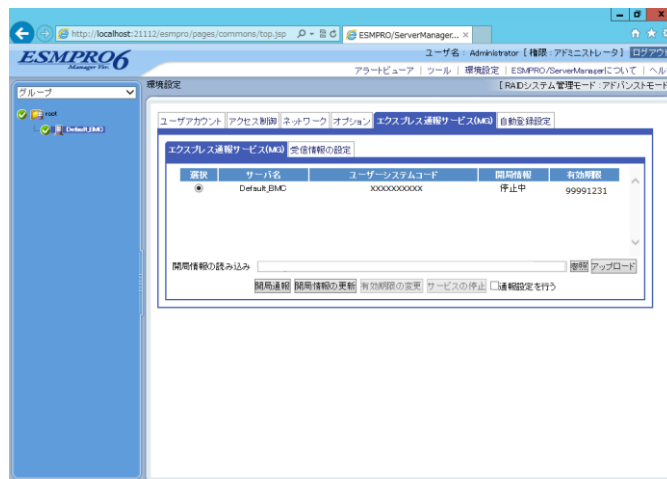 http://localhost:21112/esmpro/pages/commons/top.jsp
ESMPRO/ServerManager...
ESMPRO6
Manager Ver.
ユーザ名 : Administrator [ 権限 : アドミニストレータ ] ログアウ
アラートビューア | ツール | 環境設定 | ESMPRO/ServerManagerについて | ヘル
グループ
環境設定
[ RAIDシステム管理モード : アドバンストモード
root
Default_BMC
ユーザアカウント アクセス制御 ネットワーク オプション エクスプレス通報サービス(MG) 自動登録設定
エクスプレス通報サービス(MG) 受信情報の設定
選択 サーバ名 ユーザーシステムコード 開局情報 有効期限
Default_BMC XXXXXXXXXX 停止中 99991231
開局情報の読み込み 参照 アップロード
開局通報 開局情報の更新 有効期限の変更 サービスの停止 通報設定を行う